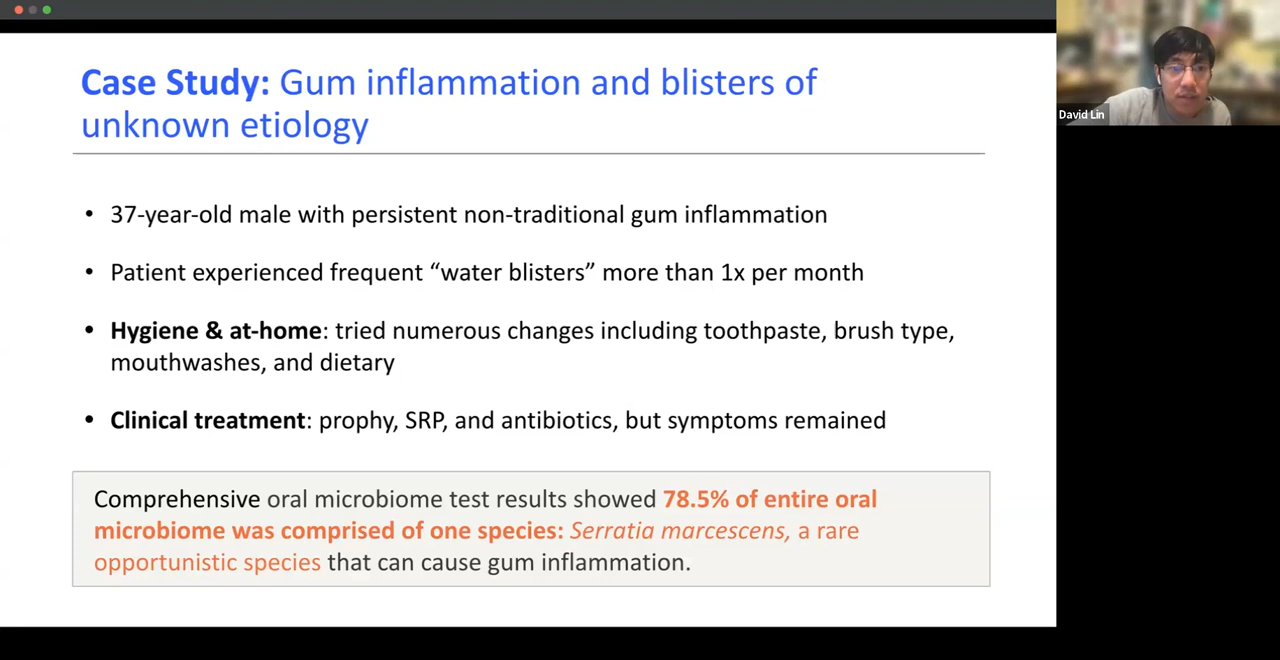 Case Study: Gum inflammation and blisters of
unknown etiology
• 37-year-old male with persistent non-traditional gum inflammation
• Patient experienced frequent “water blisters” more than 1x per month
• Hygiene & at-home: tried numerous changes including toothpaste, brush type,
mouthwashes, and dietary
• Clinical treatment: prophy, SRP, and antibiotics, but symptoms remained
Comprehensive oral microbiome test results showed 78.5% of entire oral
microbiome was comprised of one species: Serratia marcescens, a rare
opportunistic species that can cause gum inflammation.
David Lin